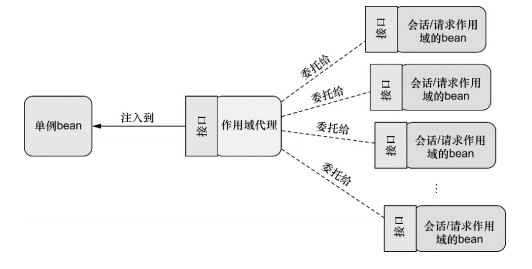 接口
会话/请求作用
域的bean
委托给
接口
会话/请求作用
域的bean
委托给
单例bean
注入到
接口
作用域代理
委托给
接口
会话/请求作用
域的bean
委托给
...
接口
会话/请求作用
域的bean